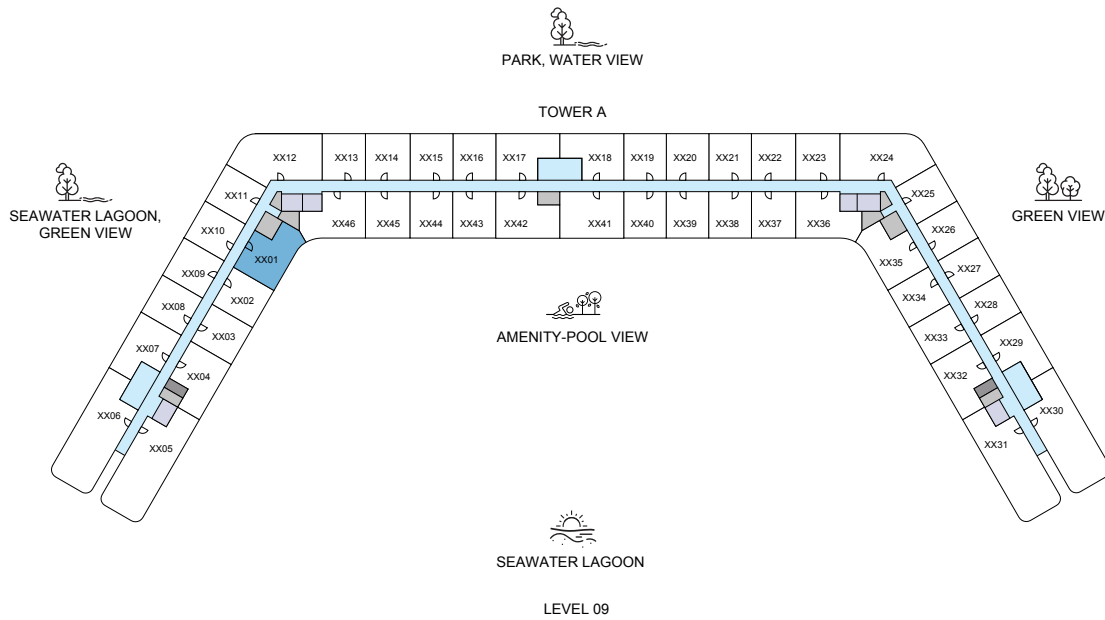 PARK, WATER VIEW
TOWER A
XX12
XX13
XX14
XX15
XX16
XX17
XX18
XX19
XX20
XX21
XX22
XX23
XX24
SEAWATER LAGOON,
GREEN VIEW
XX11
XX25
GREEN VIEW
XX46
XX45
XX44
XX43
XX42
XX41
XX40
XX39
XX38
XX37
XX36
XX10
XX26
XX01
XX35
XX09
XX27
XX02
XX34
XX08
XX28
XX03
XX33
AMENITY-POOL VIEW
XX07
XX29
XX04
XX32
XX06
XX30
XX05
XX31
SEAWATER LAGOON
LEVEL 09